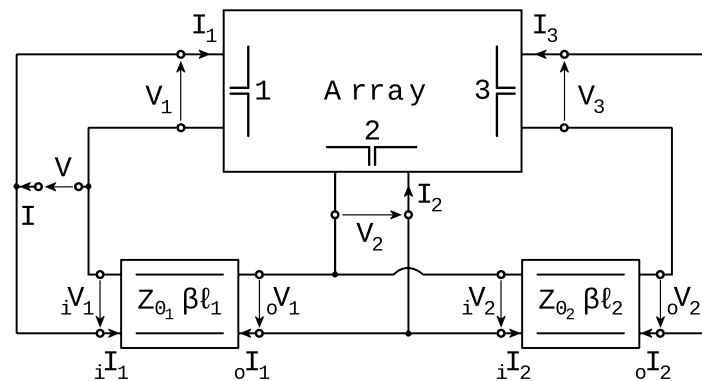 I₁ I₃
V₁ 1 Array 3 V₃
2
V
I I₂
V₂
ᵢV₁ Z₀₁ βℓ₁ ₒV₁ ᵢV₂ Z₀₂ βℓ₂ ₒV₂
ᵢI₁ ₒI₁ ᵢI₂ ₒI₂